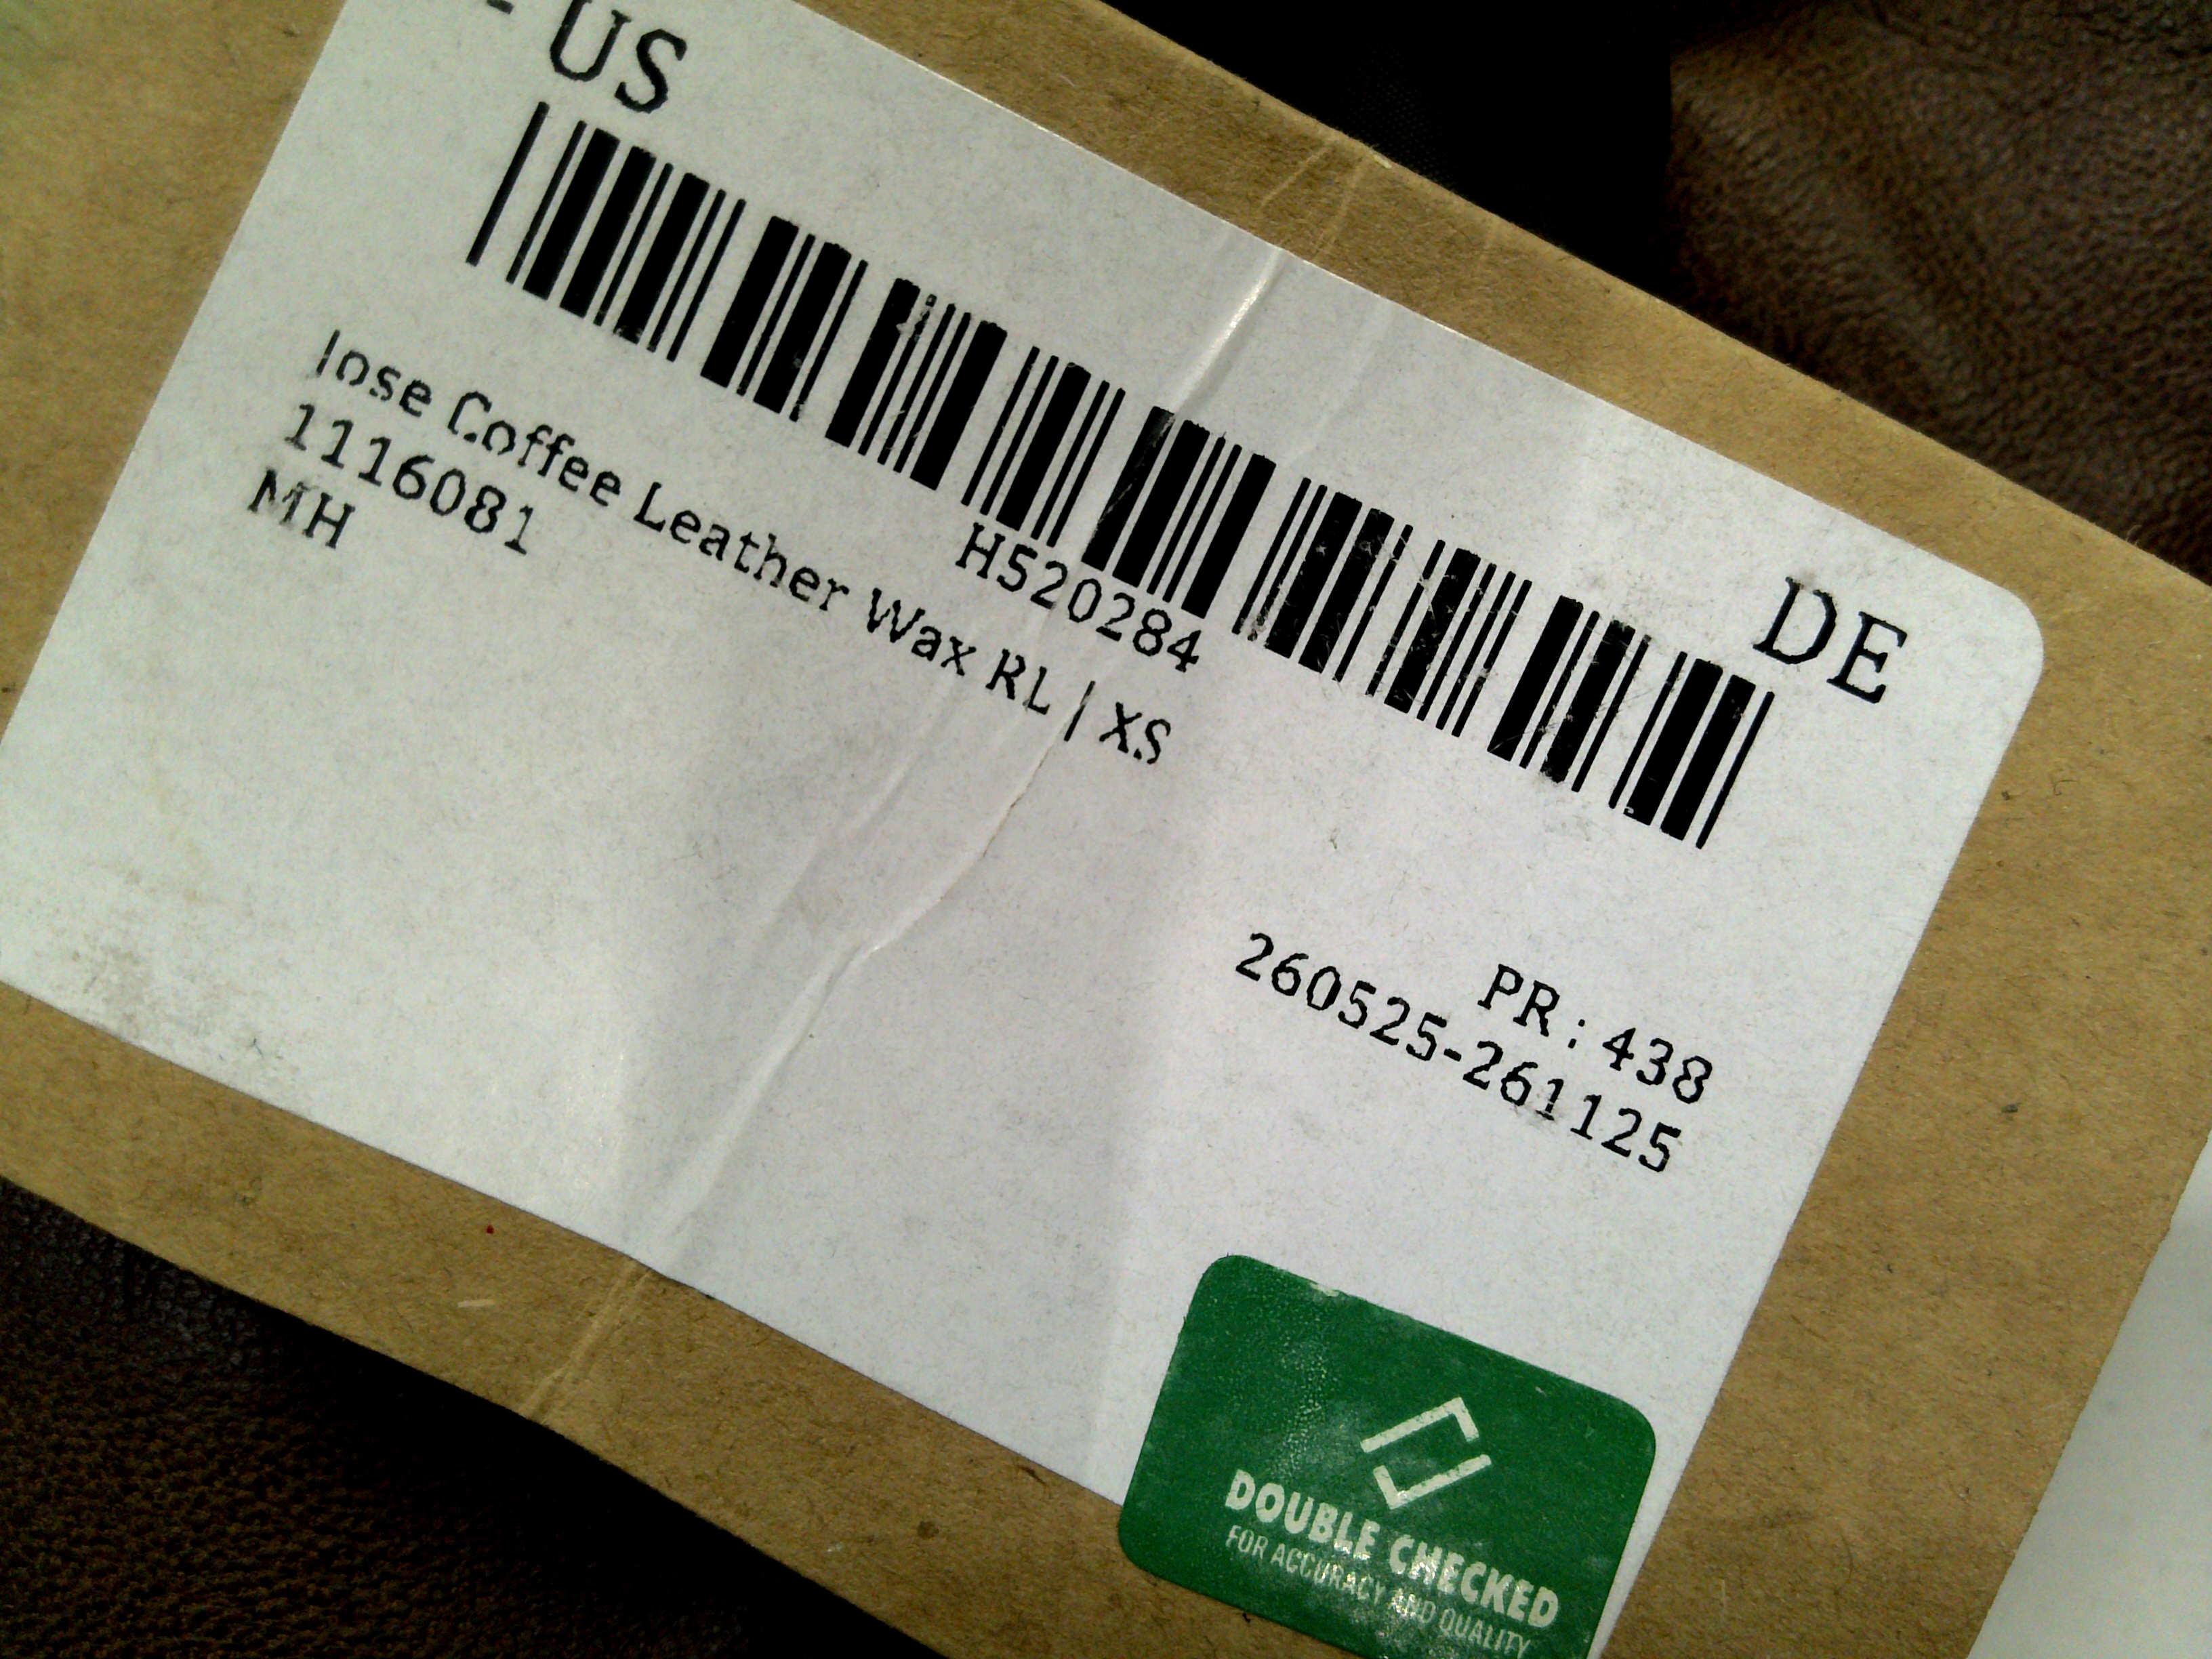 - US
DE
H520284
Jose Coffee Leather Wax RL | XS
1116081
MH
PR: 438
260525-261125
DOUBLE CHECKED
FOR ACCURACY AND QUALITY